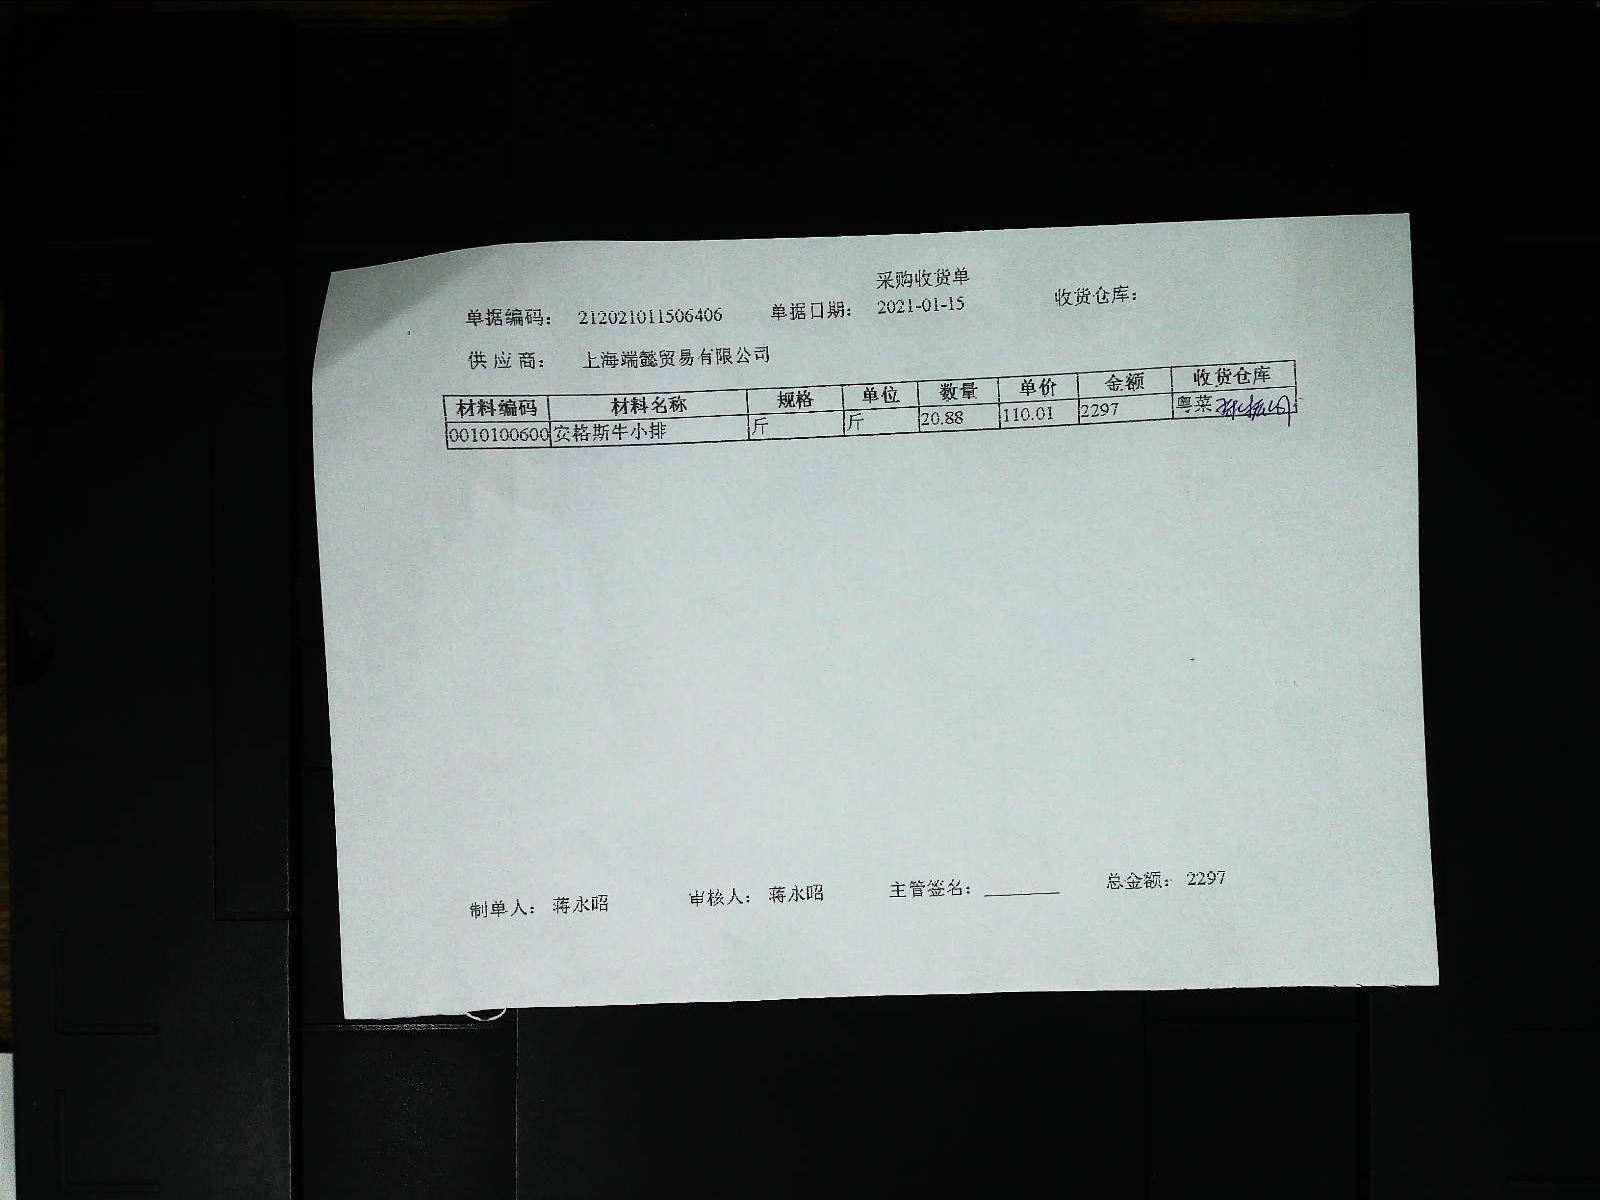 采购收货单
单据编码： 212021011506406 单据日期： 2021-01-15 收货仓库：
供应商： 上海端懿贸易有限公司
材料编码 材料名称 规格 单位 数量 单价 金额 收货仓库
0010100600 安格斯牛小排 斤 斤 20.88 110.01 2297 粤菜
制单人： 蒋永昭 审核人： 蒋永昭 主管签名： 总金额： 2297